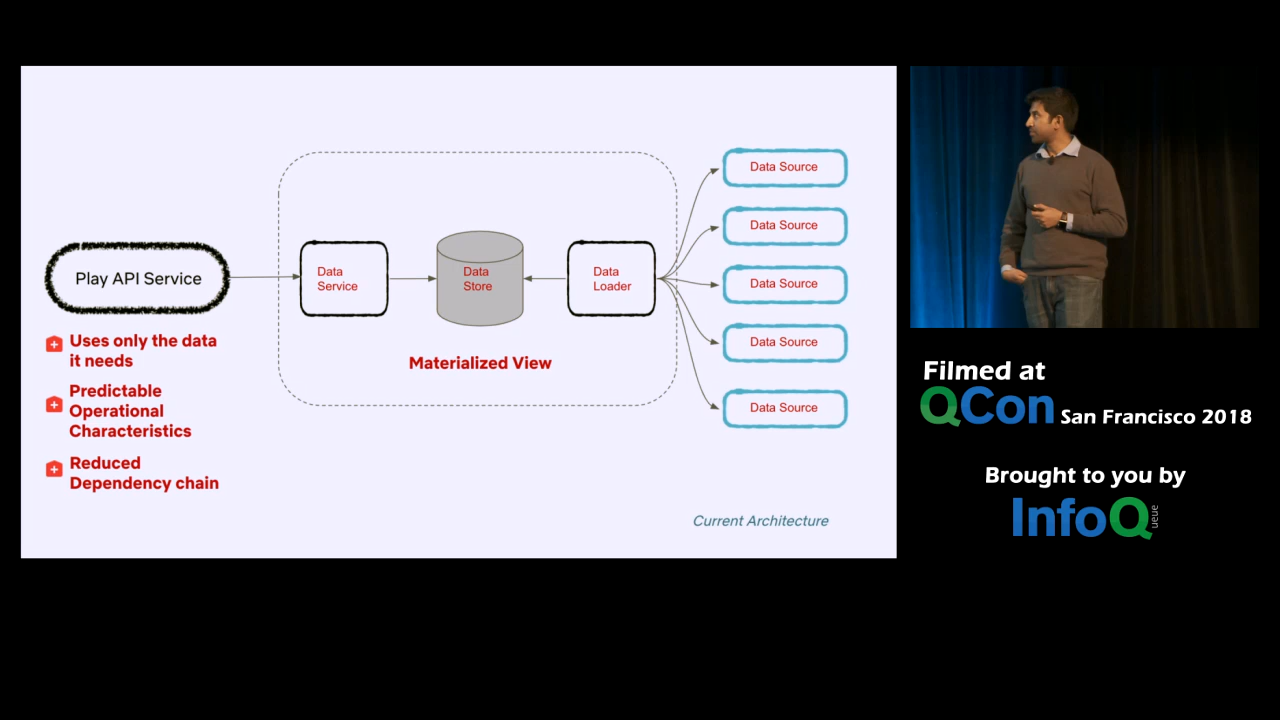 Play API Service
Uses only the data
it needs
Predictable
Operational
Characteristics
Reduced
Dependency chain
Data
Service
Data
Store
Data
Loader
Materialized View
Data Source
Data Source
Data Source
Data Source
Data Source
Current Architecture
Filmed at
QCon San Francisco 2018
Brought to you by
InfoQueue